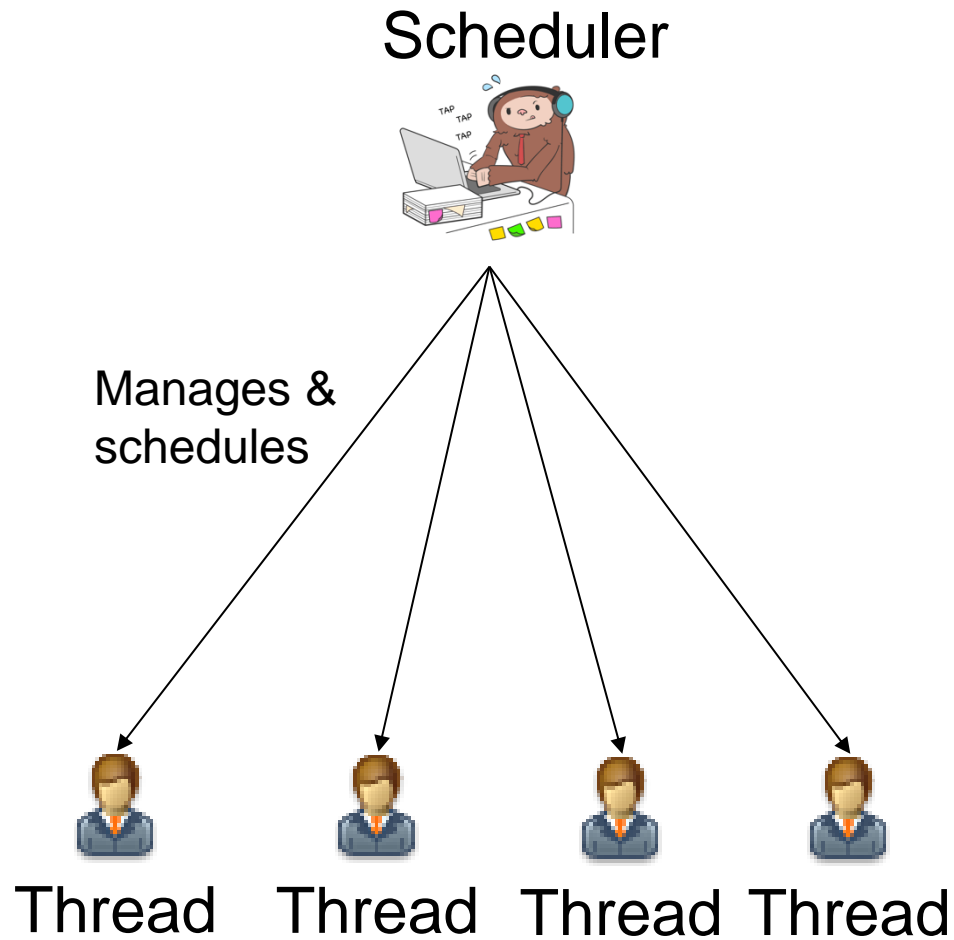 Scheduler
TAP
TAP
TAP
Manages &
schedules
Thread Thread Thread Thread